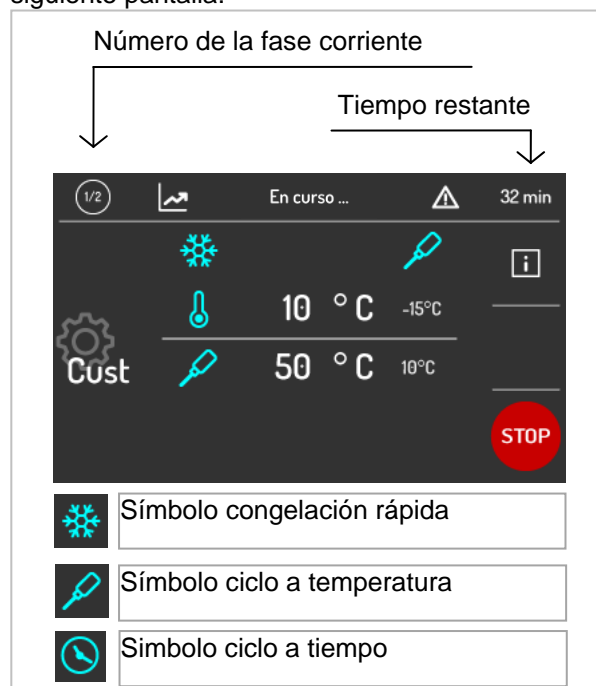 siguiente pantalla:
Número de la fase corriente
Tiempo restante
1/2 En curso ... 32 min
10 °C -15°C
Cust 50 °C 10°C
STOP
Símbolo congelación rápida
Símbolo ciclo a temperatura
Simbolo ciclo a tiempo